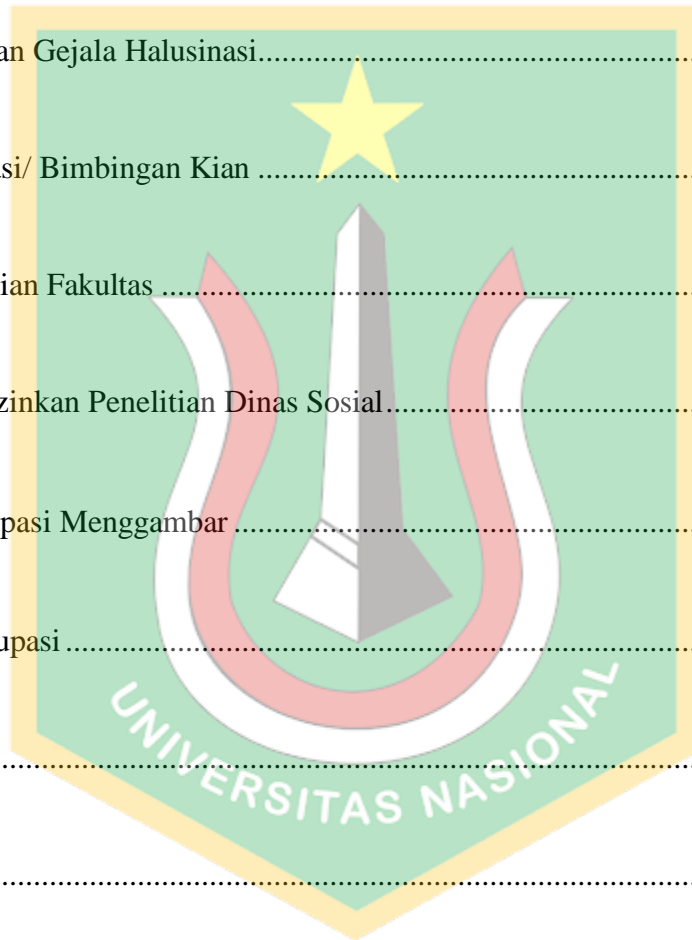 an Gejala Halusinasi.......................................................
si/ Bimbingan Kian .......................................................
ian Fakultas ...................................................................
zinkan Penelitian Dinas Sosial.......................................
pasi Menggambar ..........................................................
upasi ...............................................................................
.......................................................................................
UNIVERSITAS NASIONAL
.......................................................................................